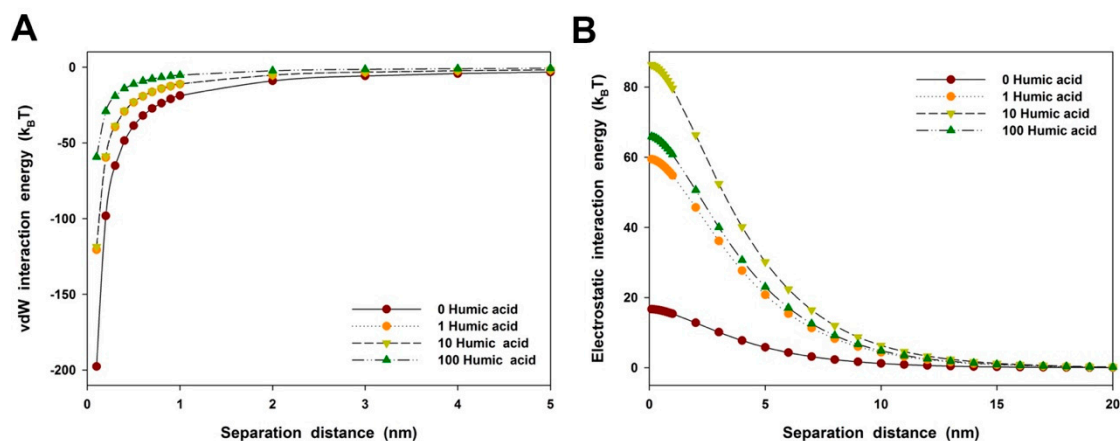 A
vdW interaction energy (kBT)
0
-50
-100
-150
-200
0 1 2 3 4 5
Separation distance (nm)
0 Humic acid
1 Humic acid
10 Humic acid
100 Humic acid
B
Electrostatic interaction energy (kBT)
80
60
40
20
0
0 5 10 15 20
Separation distance (nm)
0 Humic acid
1 Humic acid
10 Humic acid
100 Humic acid